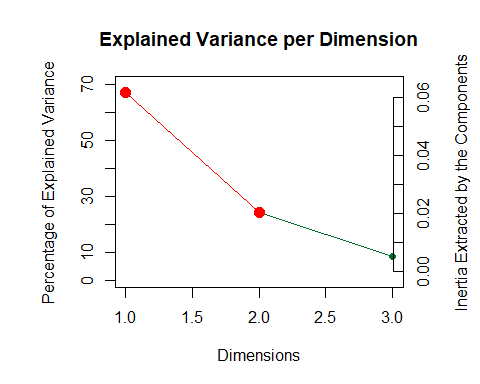 Explained Variance per Dimension
Percentage of Explained Variance
70
50
30
10
0
0.06
0.04
0.02
0.00
Inertia Extracted by the Components
1.0 1.5 2.0 2.5 3.0
Dimensions